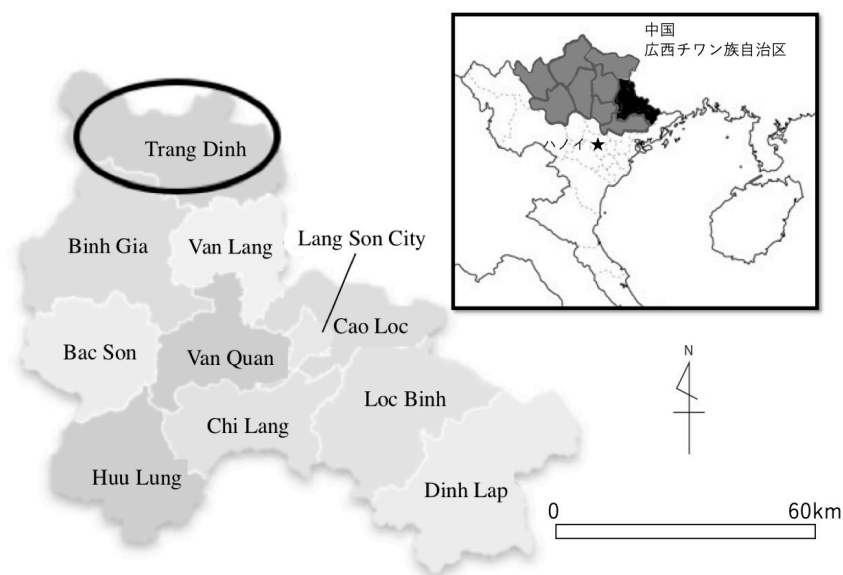 中国
広西チワン族自治区
ハノイ
Trang Dinh
Binh Gia
Van Lang
Lang Son City
Cao Loc
Bac Son
Van Quan
Loc Binh
Chi Lang
Huu Lung
Dinh Lap
N
0
60km